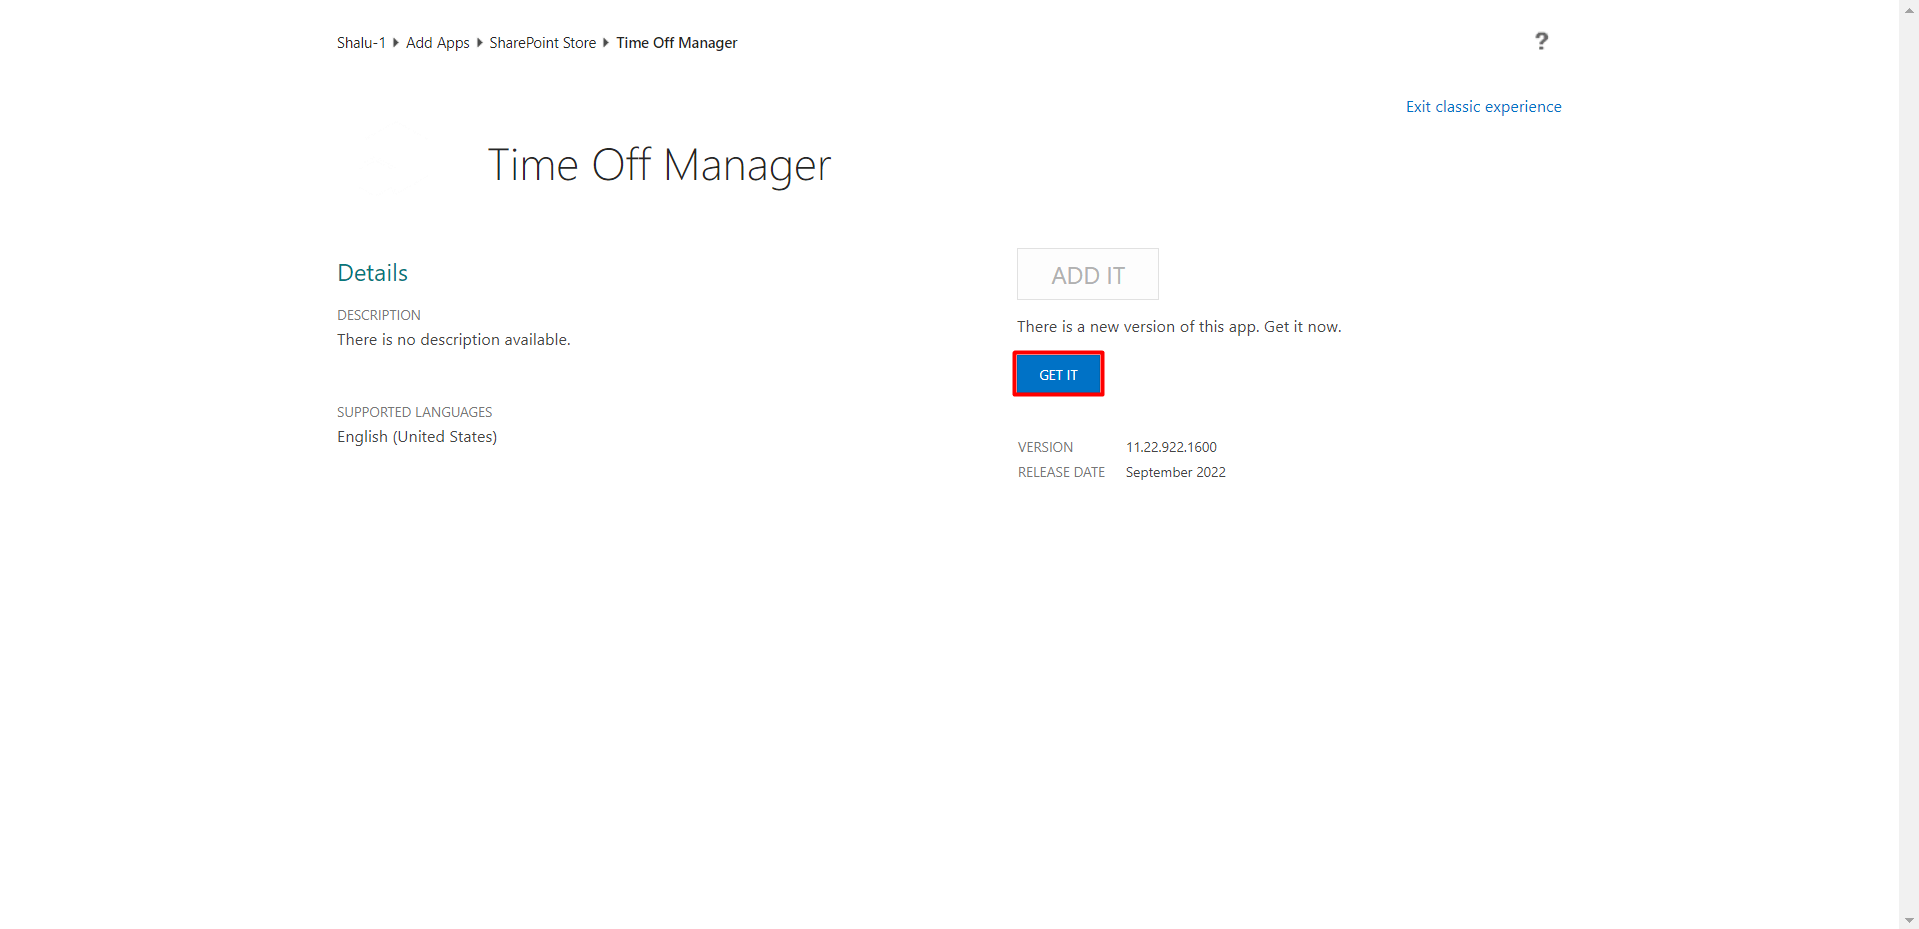 Shalu-1 Add Apps SharePoint Store Time Off Manager
?
Exit classic experience
Time Off Manager
Details
DESCRIPTION
There is no description available.
SUPPORTED LANGUAGES
English (United States)
ADD IT
There is a new version of this app. Get it now.
GET IT
VERSION 11.22.922.1600
RELEASE DATE September 2022